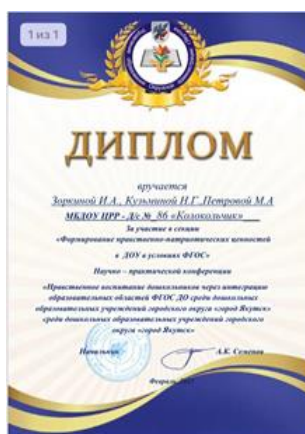 1 из 1
ДИПЛОМ
вручается
Зоркиной И.А., Кузьминой Н.Г.,Петровой М.А
МБДОУ ЦРР - Д/с № 86 «Колокольчик»
За участие в секции
«Формирование нравственно-патриотических ценностей
в ДОУ в условиях ФГОС»
Научно – практической конференции
«Нравственное воспитание дошкольников через интеграцию
образовательных областей ФГОС ДО среди дошкольных
образовательных учреждений городского округа «город Якутск»
среди дошкольных образовательных учреждений городского
округа «город Якутск»
Начальник А.К. Семенов
Февраль